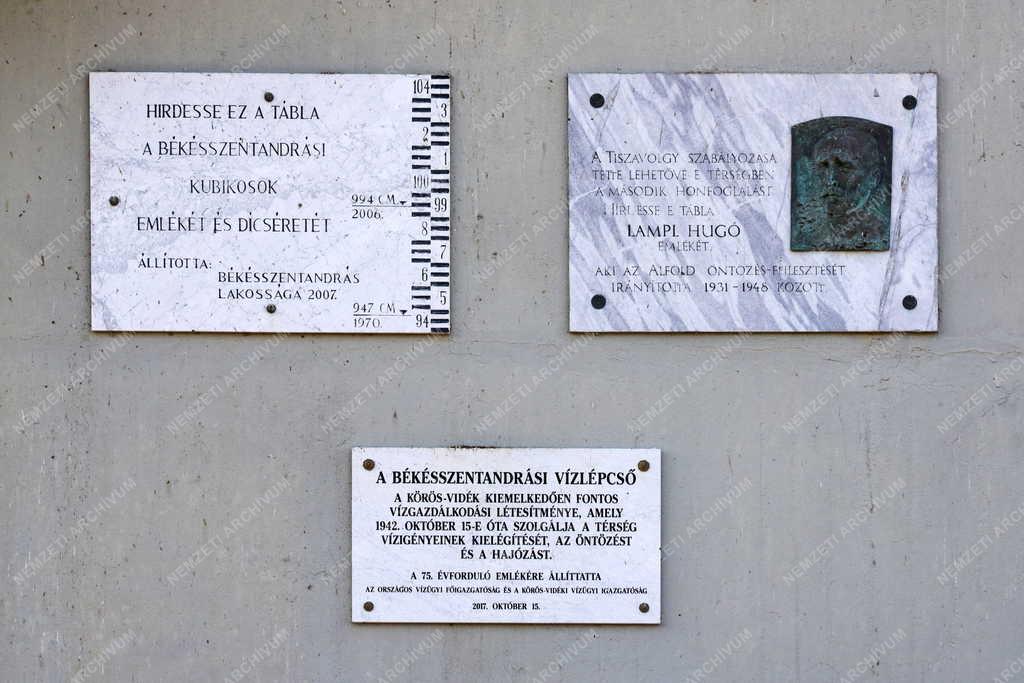 HIRDESSE EZ A TÁBLA
A BÉKÉSSZENTANDRÁSI
KUBIKOSOK
EMLÉKÉT ÉS DICSÉRETÉT
ÁLLÍTOTTA:
BÉKÉSSZENTANDRÁS
LAKOSSÁGA 2007.
994 CM
2006.
947 CM
1970.
104
3
2
1
100
99
8
7
6
5
94
A TISZAVÖLGY SZABÁLYOZÁSA
TETTE LEHETŐVÉ E TÉRSÉGBEN
A MÁSODIK HONFOGLALÁST
HIRDESSE E TÁBLA
LAMPL HUGÓ
EMLÉKÉT,
AKI AZ ALFÖLD ÖNTÖZÉS-FEJLESZTÉSÉT
IRÁNYÍTOTTA 1931-1948 KÖZÖTT.
A BÉKÉSSZENTANDRÁSI VÍZLÉPCSŐ
A KÖRÖS-VIDÉK KIEMELKEDŐEN FONTOS
VÍZGAZDÁLKODÁSI LÉTESÍTMÉNYE, AMELY
1942. OKTÓBER 15-E ÓTA SZOLGÁLJA A TÉRSÉG
VÍZIGÉNYEINEK KIELÉGÍTÉSÉT, AZ ÖNTÖZÉST
ÉS A HAJÓZÁST.
A 75. ÉVFORDULÓ EMLÉKÉRE ÁLLÍTTATTA
AZ ORSZÁGOS VÍZÜGYI FŐIGAZGATÓSÁG ÉS A KÖRÖS-VIDÉKI VÍZÜGYI IGAZGATÓSÁG
2017. OKTÓBER 15.
NEMZETI ARCHIVUM